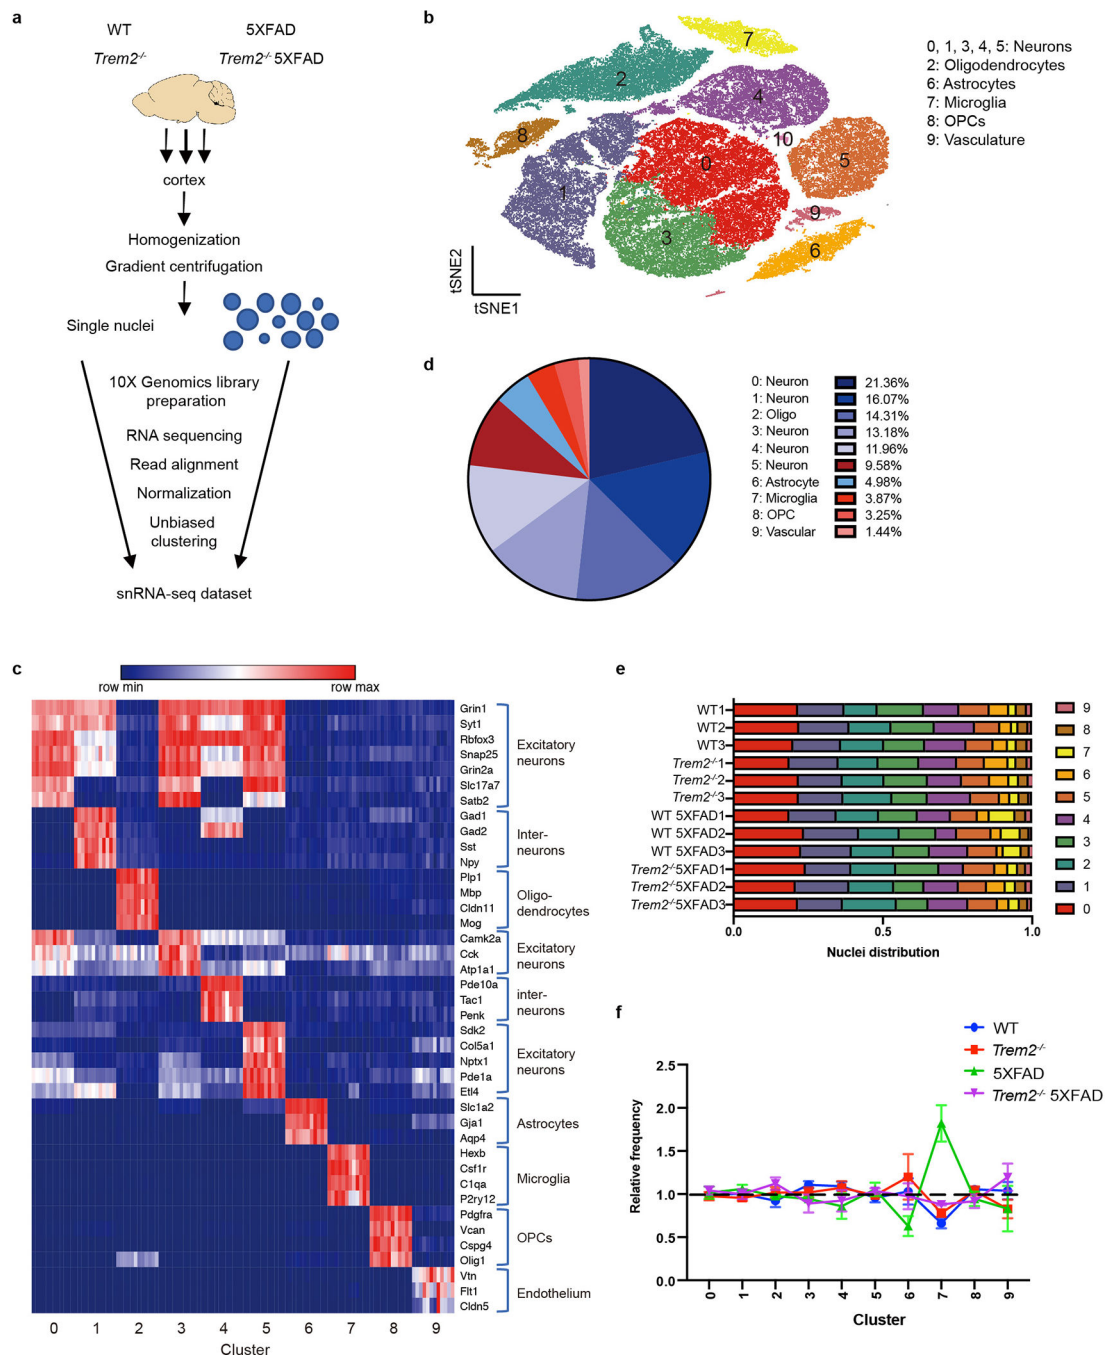 a
WT
5XFAD
Trem2-/-
Trem2-/- 5XFAD
cortex
Homogenization
Gradient centrifugation
Single nuclei
10X Genomics library
preparation
RNA sequencing
Read alignment
Normalization
Unbiased
clustering
snRNA-seq dataset
b
7
2
4
8
10
0
5
1
9
3
6
tSNE2
tSNE1
0, 1, 3, 4, 5: Neurons
2: Oligodendrocytes
6: Astrocytes
7: Microglia
8: OPCs
9: Vasculature
d
0: Neuron 21.36%
1: Neuron 16.07%
2: Oligo 14.31%
3: Neuron 13.18%
4: Neuron 11.96%
5: Neuron 9.58%
6: Astrocyte 4.98%
7: Microglia 3.87%
8: OPC 3.25%
9: Vascular 1.44%
c
row min row max
Grin1
Syt1
Rbfox3
Snap25
Grin2a
Slc17a7
Satb2
Excitatory
neurons
Gad1
Gad2
Sst
Npy
Inter-
neurons
Plp1
Mbp
Cldn11
Mog
Oligo-
dendrocytes
Camk2a
Cck
Atp1a1
Excitatory
neurons
Pde10a
Tac1
Penk
inter-
neurons
Sdk2
Col5a1
Nptx1
Pde1a
Etl4
Excitatory
neurons
Slc1a2
Gja1
Aqp4
Astrocytes
Hexb
Csf1r
C1qa
P2ry12
Microglia
Pdgfra
Vcan
Cspg4
Olig1
OPCs
Vtn
Flt1
Cldn5
Endothelium
0 1 2 3 4 5 6 7 8 9
Cluster
e
WT1
WT2
WT3
Trem2-/-1
Trem2-/-2
Trem2-/-3
WT 5XFAD1
WT 5XFAD2
WT 5XFAD3
Trem2-/-5XFAD1
Trem2-/-5XFAD2
Trem2-/-5XFAD3
0.0 0.5 1.0
Nuclei distribution
9
8
7
6
5
4
3
2
1
0
f
WT
Trem2-/-
5XFAD
Trem2-/- 5XFAD
Relative frequency
2.5
2.0
1.5
1.0
0.5
0.0
0 1 2 3 4 5 6 7 8 9
Cluster